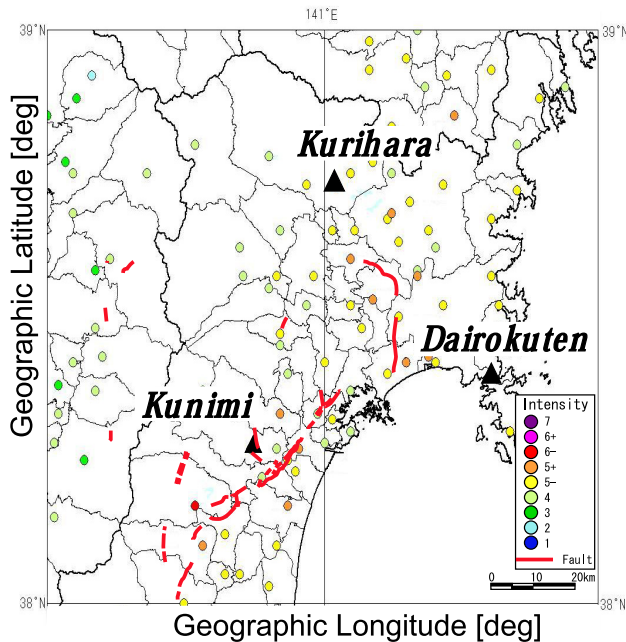 141°E
39°N
39°N
Kurihara
Geographic Latitude [deg]
Dairokuten
Kunimi
Intensity
7
6+
6-
5+
5-
4
3
2
1
Fault
0 10 20km
38°N
38°N
Geographic Longitude [deg]